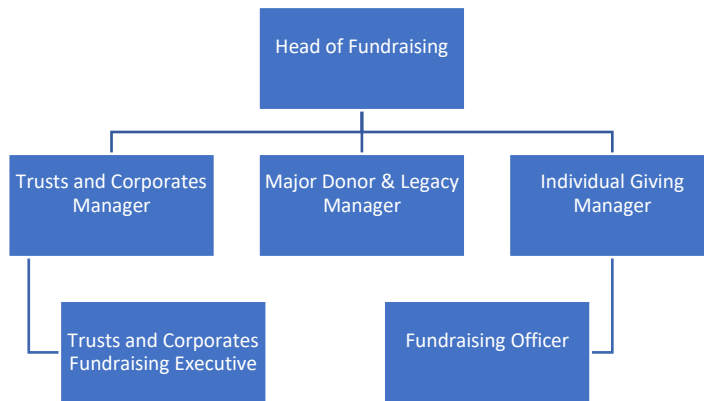 Head of Fundraising
Trusts and Corporates
Manager
Major Donor & Legacy
Manager
Individual Giving
Manager
Trusts and Corporates
Fundraising Executive
Fundraising Officer